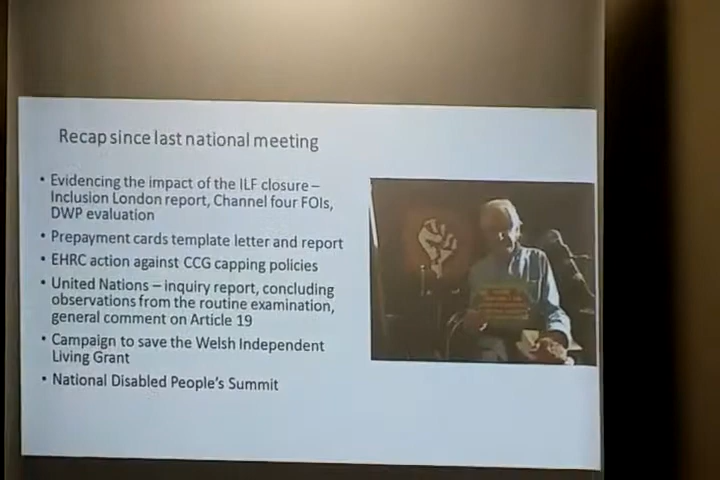 Recap since last national meeting
• Evidencing the impact of the ILF closure –
Inclusion London report, Channel four FOIs,
DWP evaluation
• Prepayment cards template letter and report
• EHRC action against CCG capping policies
• United Nations – inquiry report, concluding
observations from the routine examination,
general comment on Article 19
• Campaign to save the Welsh Independent
Living Grant
• National Disabled People's Summit